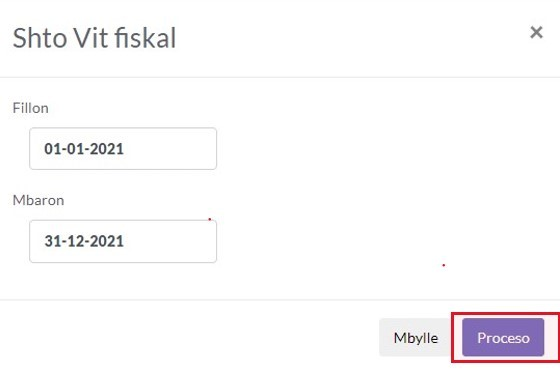 Shto Vit fiskal
×
Fillon
01-01-2021
Mbaron
31-12-2021
Mbylle
Proceso